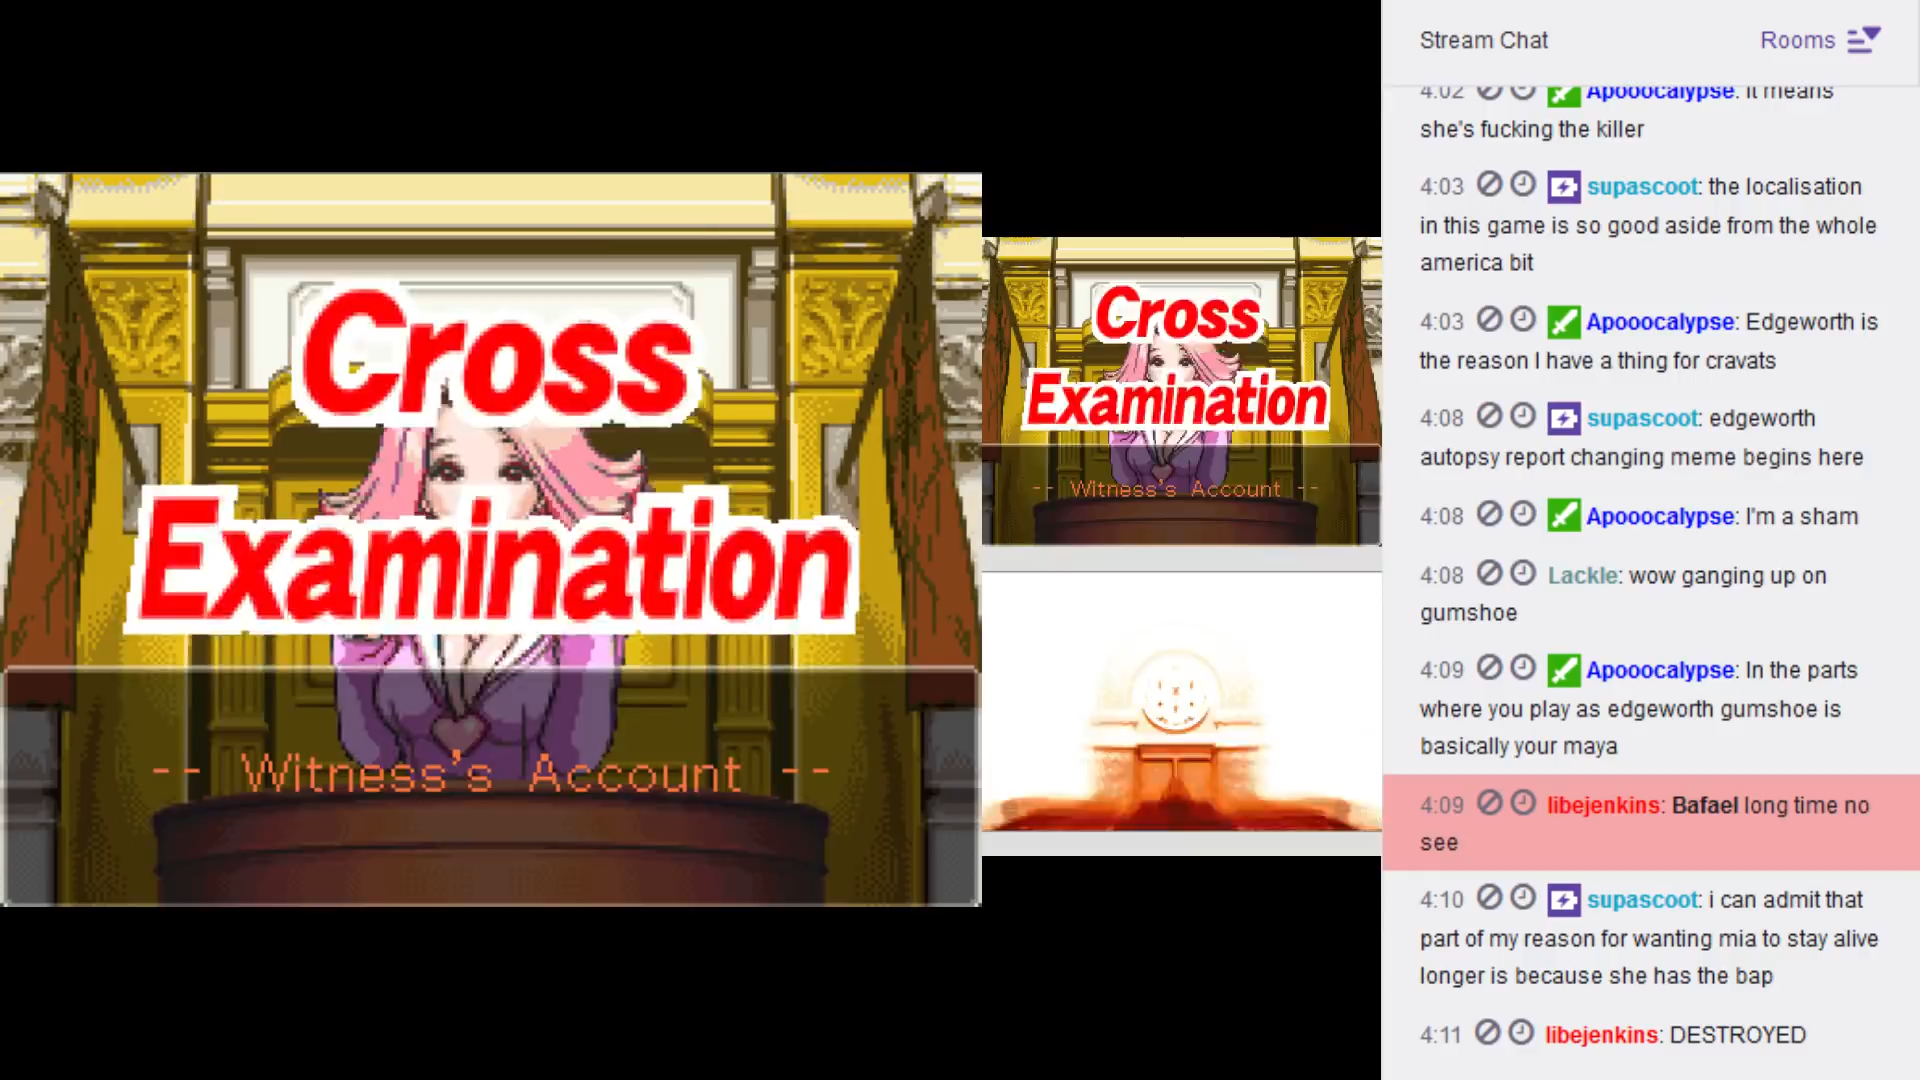 Cross
Examination
-- Witness's Account --
Cross
Examination
-- Witness's Account --
Stream Chat
Rooms
4:02 Apooocalypse: It means
she's fucking the killer
4:03 supascoot: the localisation
in this game is so good aside from the whole
america bit
4:03 Apooocalypse: Edgeworth is
the reason I have a thing for cravats
4:08 supascoot: edgeworth
autopsy report changing meme begins here
4:08 Apooocalypse: I'm a sham
4:08 Lackle: wow ganging up on
gumshoe
4:09 Apooocalypse: In the parts
where you play as edgeworth gumshoe is
basically your maya
4:09 libejenkins: Bafael long time no
see
4:10 supascoot: i can admit that
part of my reason for wanting mia to stay alive
longer is because she has the bap
4:11 libejenkins: DESTROYED